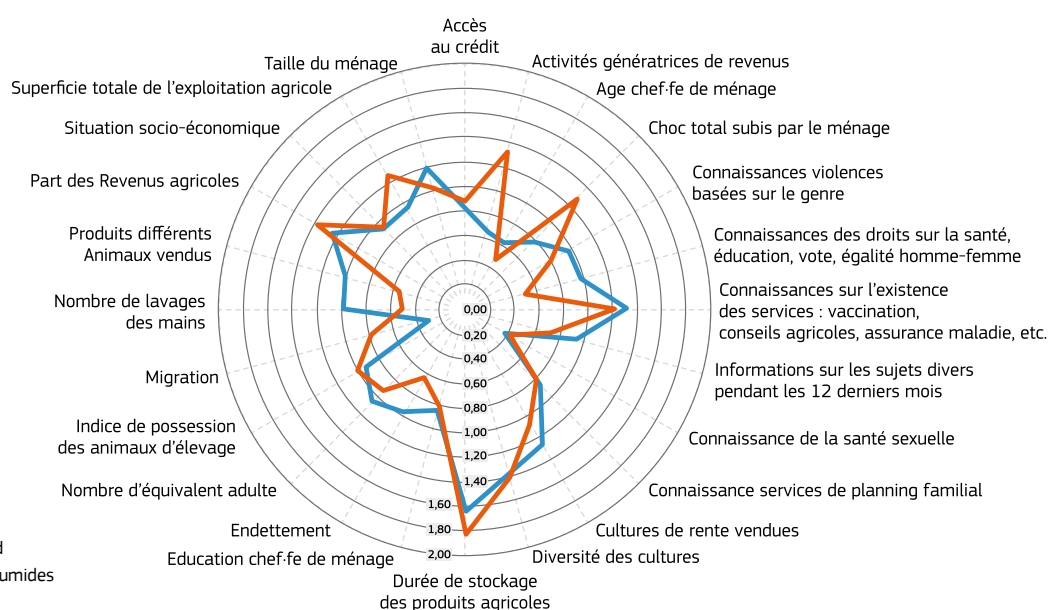 Accès
au crédit
Activités génératrices de revenus
Age chef·fe de ménage
Choc total subis par le ménage
Connaissances violences
basées sur le genre
Connaissances des droits sur la santé,
éducation, vote, égalité homme-femme
Connaissances sur l'existence
des services : vaccination,
conseils agricoles, assurance maladie, etc.
Informations sur les sujets divers
pendant les 12 derniers mois
Connaissance de la santé sexuelle
Connaissance services de planning familial
Cultures de rente vendues
Diversité des cultures
Durée de stockage
des produits agricoles
Education chef·fe de ménage
Endettement
Nombre d'équivalent adulte
Indice de possession
des animaux d'élevage
Migration
Nombre de lavages
des mains
Produits différents
Animaux vendus
Part des Revenus agricoles
Situation socio-économique
Superficie totale de l'exploitation agricole
Taille du ménage
0,00
0,20
0,40
0,60
0,80
1,00
1,20
1,40
1,60
1,80
2,00
umides